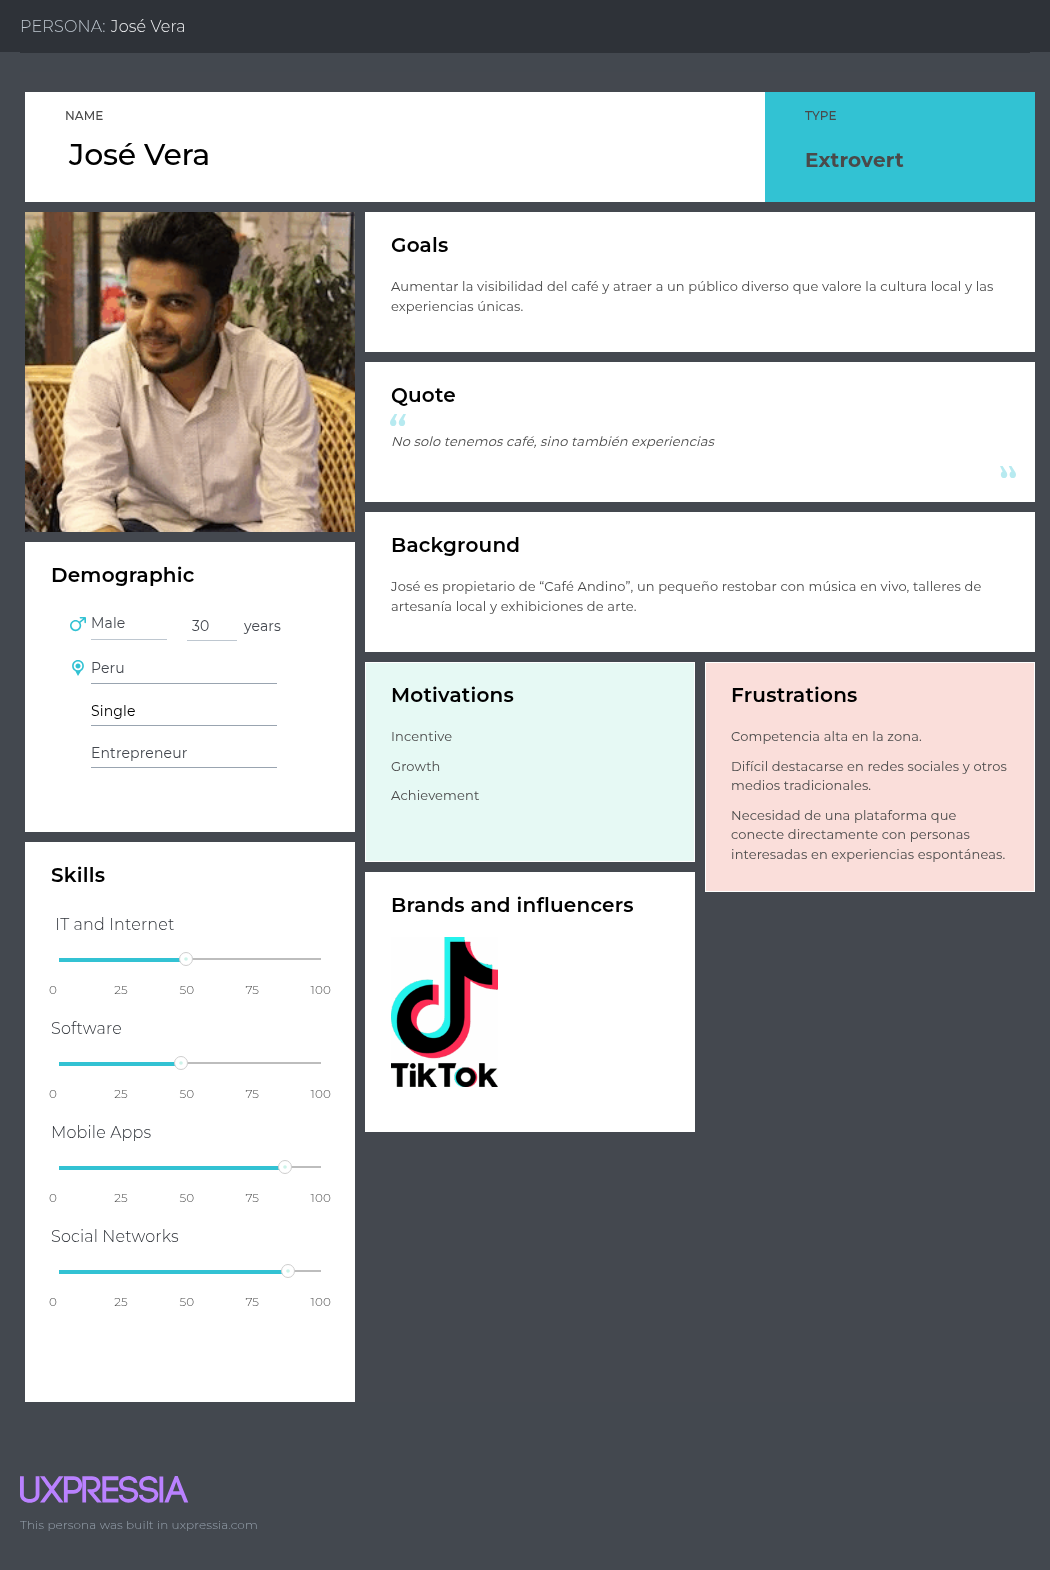 PERSONA: José Vera
NAME
José Vera
TYPE
Extrovert
Goals
Aumentar la visibilidad del café y atraer a un público diverso que valore la cultura local y las
experiencias únicas.
Quote
“
No solo tenemos café, sino también experiencias
”
Background
José es propietario de “Café Andino”, un pequeño restobar con música en vivo, talleres de
artesanía local y exhibiciones de arte.
Demographic
Male 30 years
Peru
Single
Entrepreneur
Motivations
Incentive
Growth
Achievement
Frustrations
Competencia alta en la zona.
Difícil destacarse en redes sociales y otros
medios tradicionales.
Necesidad de una plataforma que
conecte directamente con personas
interesadas en experiencias espontáneas.
Skills
IT and Internet
0 25 50 75 100
Software
0 25 50 75 100
Mobile Apps
0 25 50 75 100
Social Networks
0 25 50 75 100
Brands and influencers
TikTok
UXPRESSIA
This persona was built in uxpressia.com